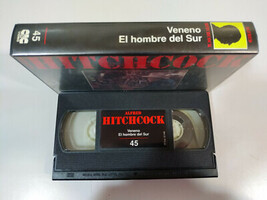 45
Veneno
El hombre del Sur
HITCHCOCK
ALFRED
HITCHCOCK
Veneno
El hombre del Sur
45